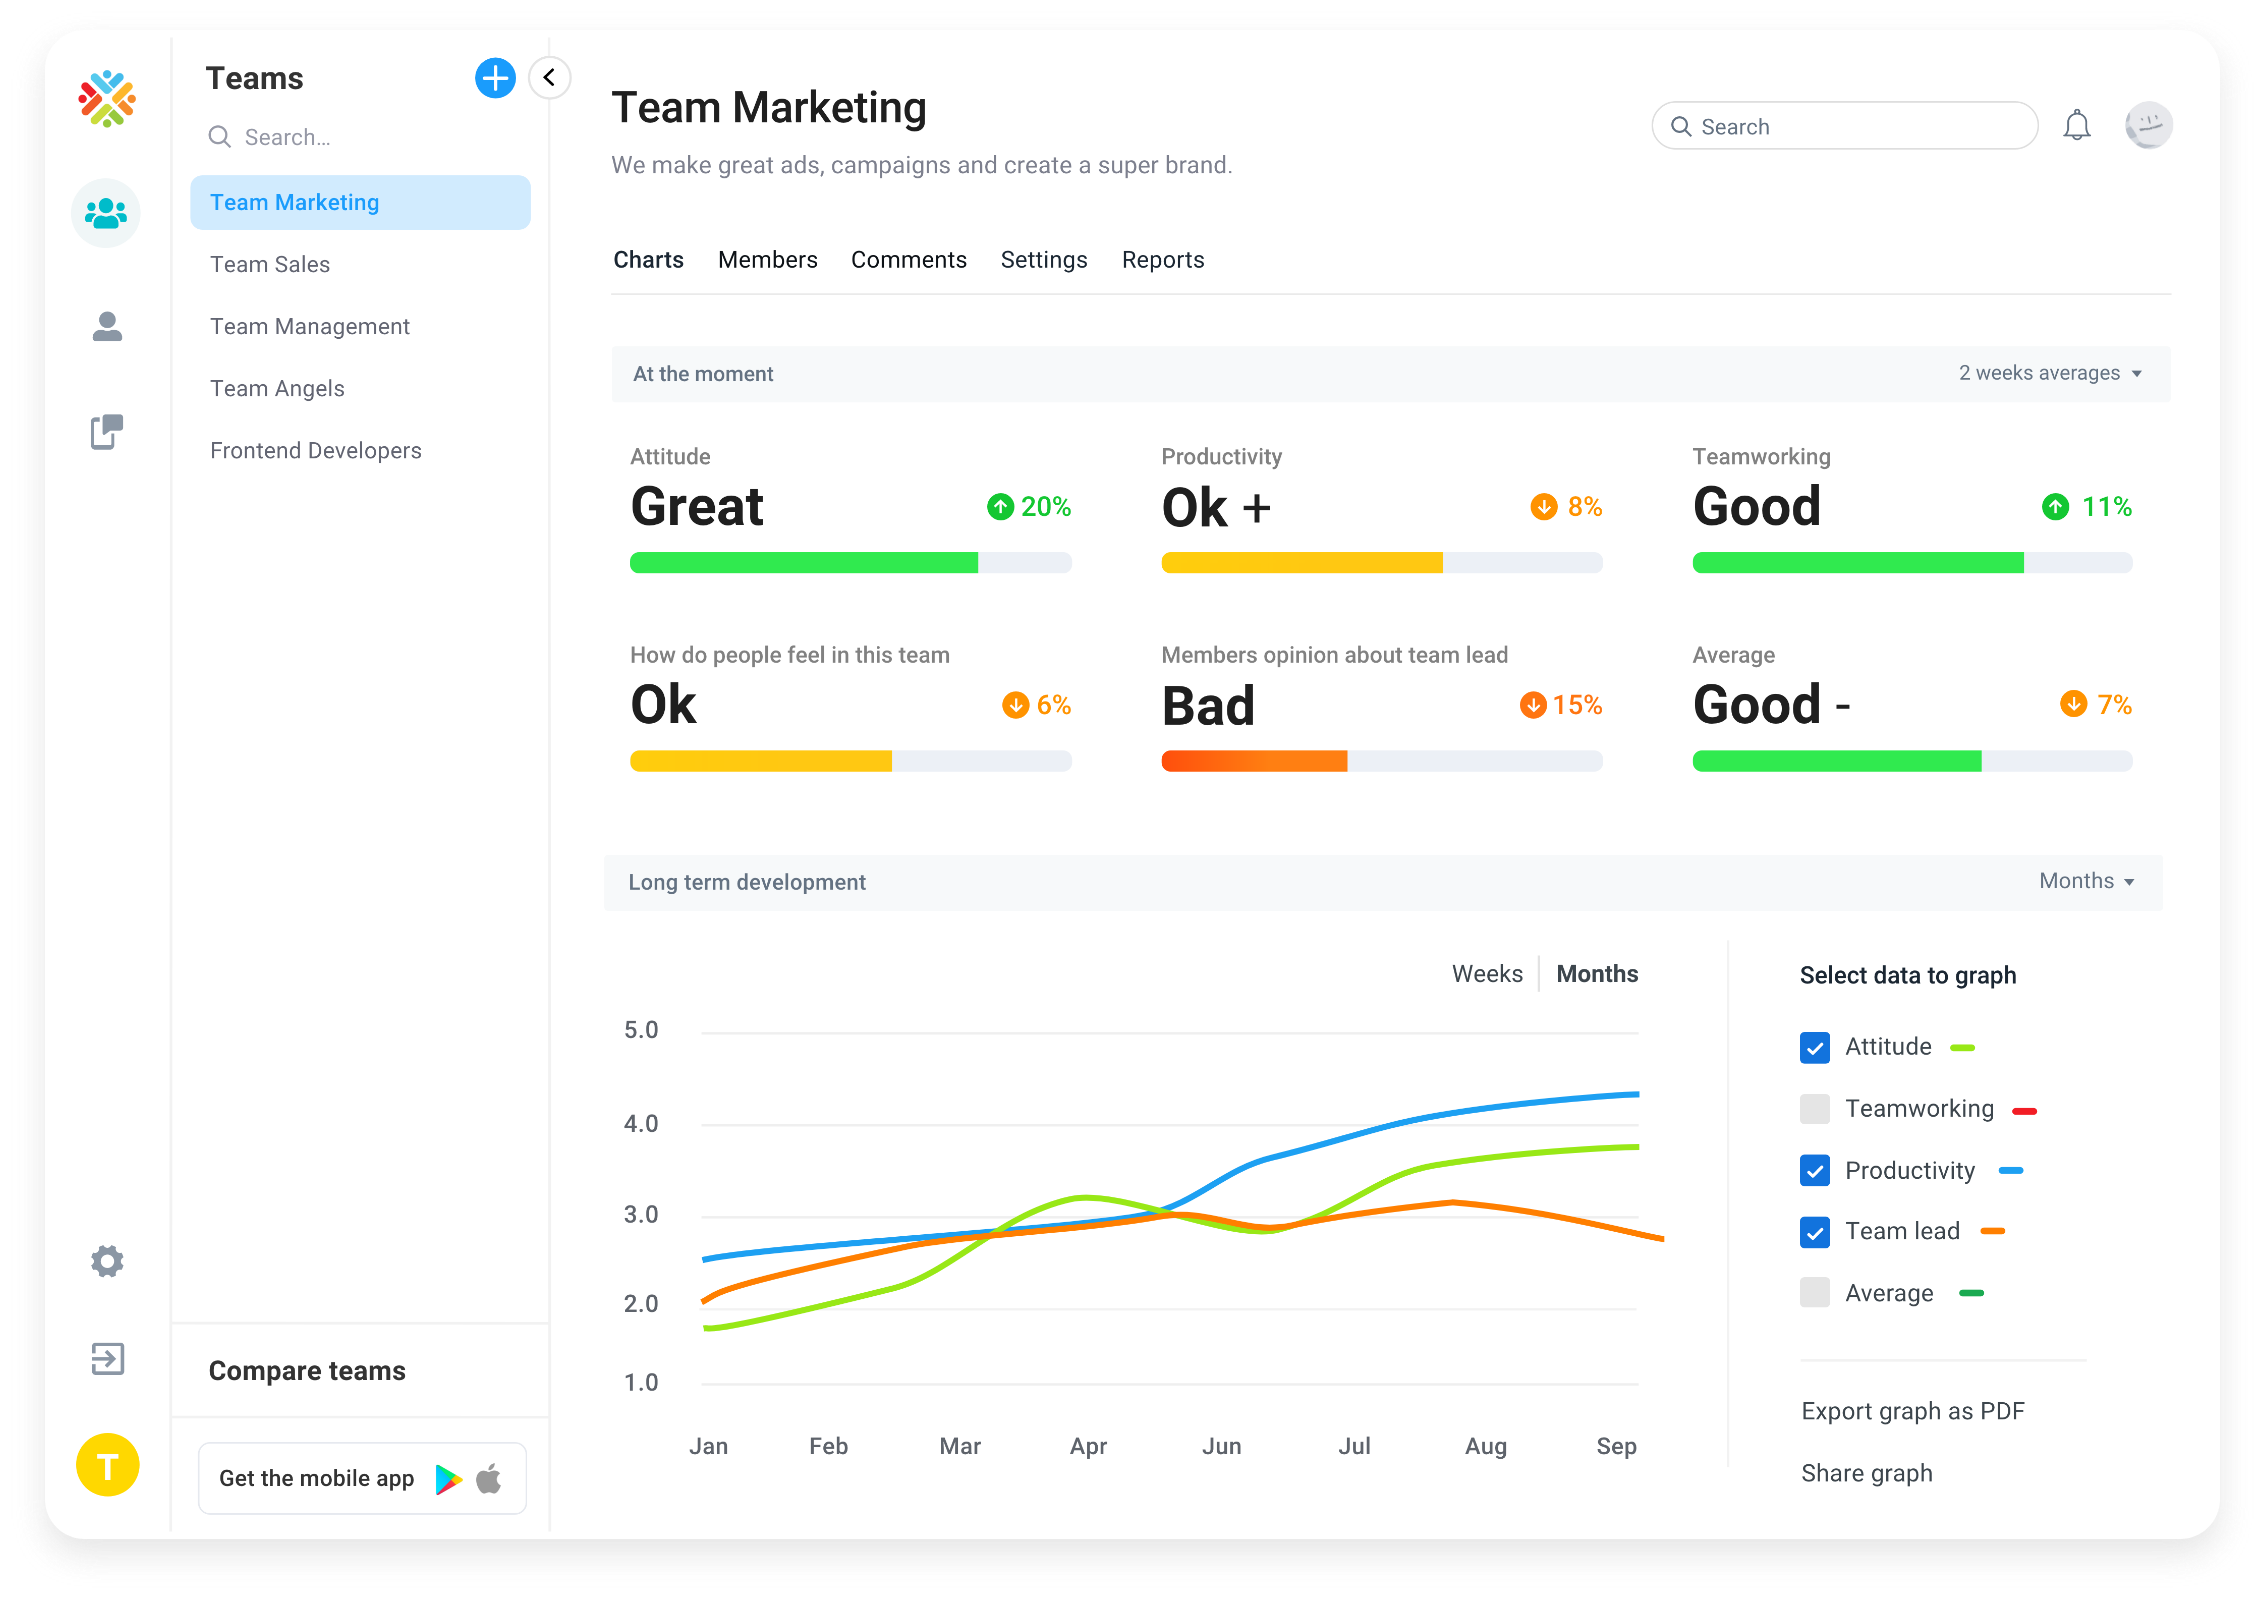 Teams
Search...
Team Marketing
Team Sales
Team Management
Team Angels
Frontend Developers
Compare teams
Get the mobile app
T
Team Marketing
We make great ads, campaigns and create a super brand.
Search
Charts Members Comments Settings Reports
At the moment
2 weeks averages
Attitude
Great
20%
Productivity
Ok +
8%
Teamworking
Good
11%
How do people feel in this team
Ok
6%
Members opinion about team lead
Bad
15%
Average
Good -
7%
Long term development
Months
Weeks Months
5.0
4.0
3.0
2.0
1.0
Jan Feb Mar Apr Jun Jul Aug Sep
Select data to graph
Attitude
Teamworking
Productivity
Team lead
Average
Export graph as PDF
Share graph